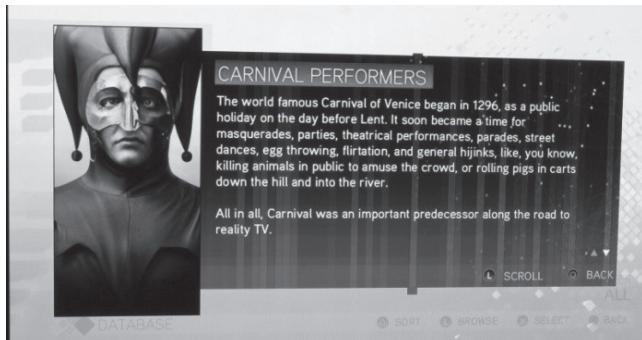 CARNIVAL PERFORMERS
The world famous Carnival of Venice began in 1296, as a public
holiday on the day before Lent. It soon became a time for
masquerades, parties, theatrical performances, parades, street
dances, egg throwing, flirtation, and general hijinks, like, you know,
killing animals in public to amuse the crowd, or rolling pigs in carts
down the hill and into the river.
All in all, Carnival was an important predecessor along the road to
reality TV.
L SCROLL BACK
ALL
DATABASE SORT L BROWSE SELECT BACK